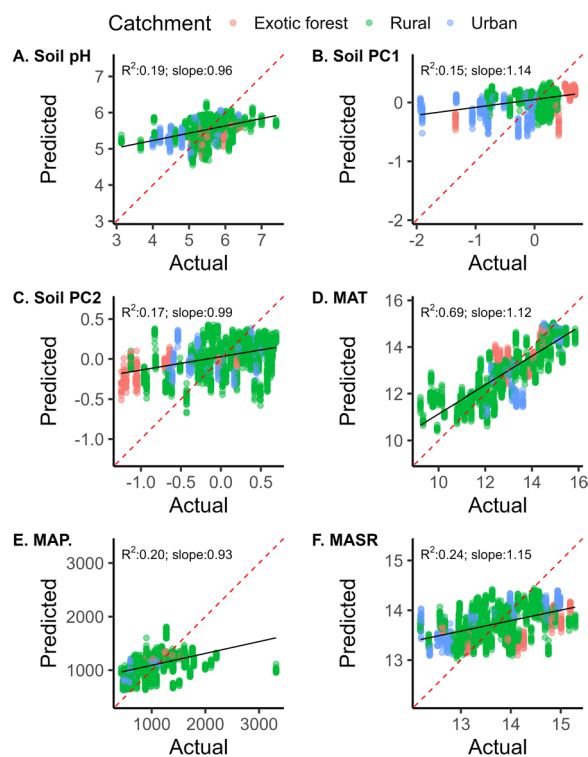 Catchment Exotic forest Rural Urban
A. Soil pH
R²:0.19; slope:0.96
7
6
5
4
3
Predicted
3 4 5 6 7
Actual
B. Soil PC1
R²:0.15; slope:1.14
0
-1
-2
Predicted
-2 -1 0
Actual
C. Soil PC2
R²:0.17; slope:0.99
0.5
0.0
-0.5
-1.0
Predicted
-1.0 -0.5 0.0 0.5
Actual
D. MAT
R²:0.69; slope:1.12
16
14
12
10
Predicted
10 12 14 16
Actual
E. MAP.
R²:0.20; slope:0.93
3000
2000
1000
Predicted
1000 2000 3000
Actual
F. MASR
R²:0.24; slope:1.15
15
14
13
Predicted
13 14 15
Actual